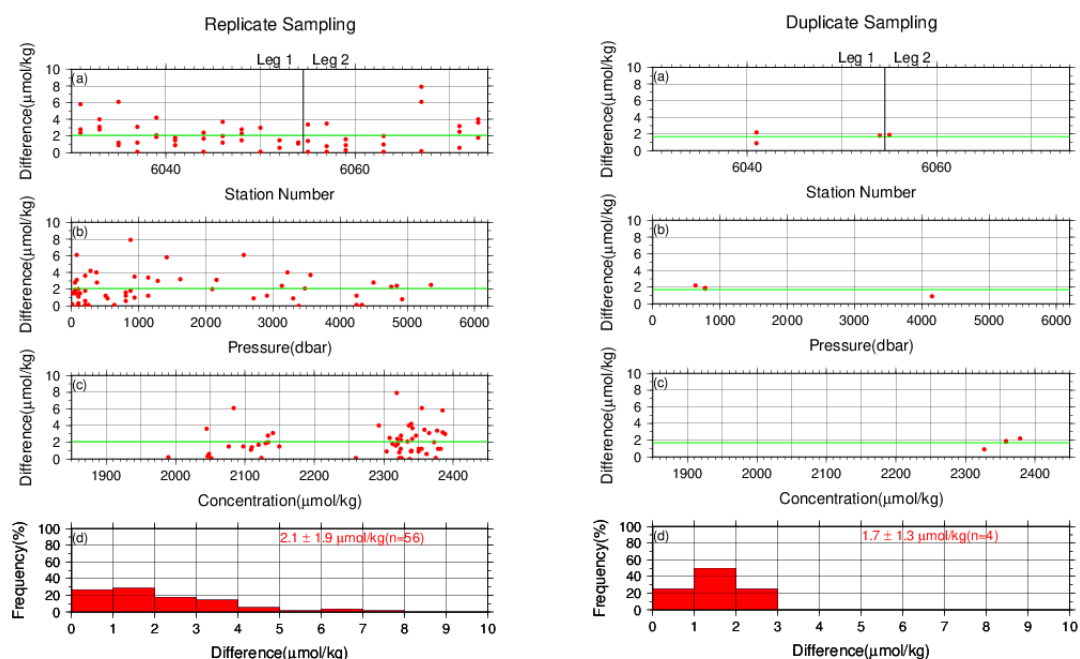 Replicate Sampling
Leg 1 Leg 2
(a)
Difference(μmol/kg)
10
8
6
4
2
0
6040 6060
Station Number
(b)
Difference(μmol/kg)
10
8
6
4
2
0
0 1000 2000 3000 4000 5000 6000
Pressure(dbar)
(c)
Difference(μmol/kg)
10
8
6
4
2
0
1900 2000 2100 2200 2300 2400
Concentration(μmol/kg)
(d)
2.1 ± 1.9 μmol/kg(n=56)
Frequency(%)
100
80
60
40
20
0
0 1 2 3 4 5 6 7 8 9 10
Difference(μmol/kg)
Duplicate Sampling
Leg 1 Leg 2
(a)
Difference(μmol/kg)
10
8
6
4
2
0
6040 6060
Station Number
(b)
Difference(μmol/kg)
10
8
6
4
2
0
0 1000 2000 3000 4000 5000 6000
Pressure(dbar)
(c)
Difference(μmol/kg)
10
8
6
4
2
0
1900 2000 2100 2200 2300 2400
Concentration(μmol/kg)
(d)
1.7 ± 1.3 μmol/kg(n=4)
Frequency(%)
100
80
60
40
20
0
0 1 2 3 4 5 6 7 8 9 10
Difference(μmol/kg)